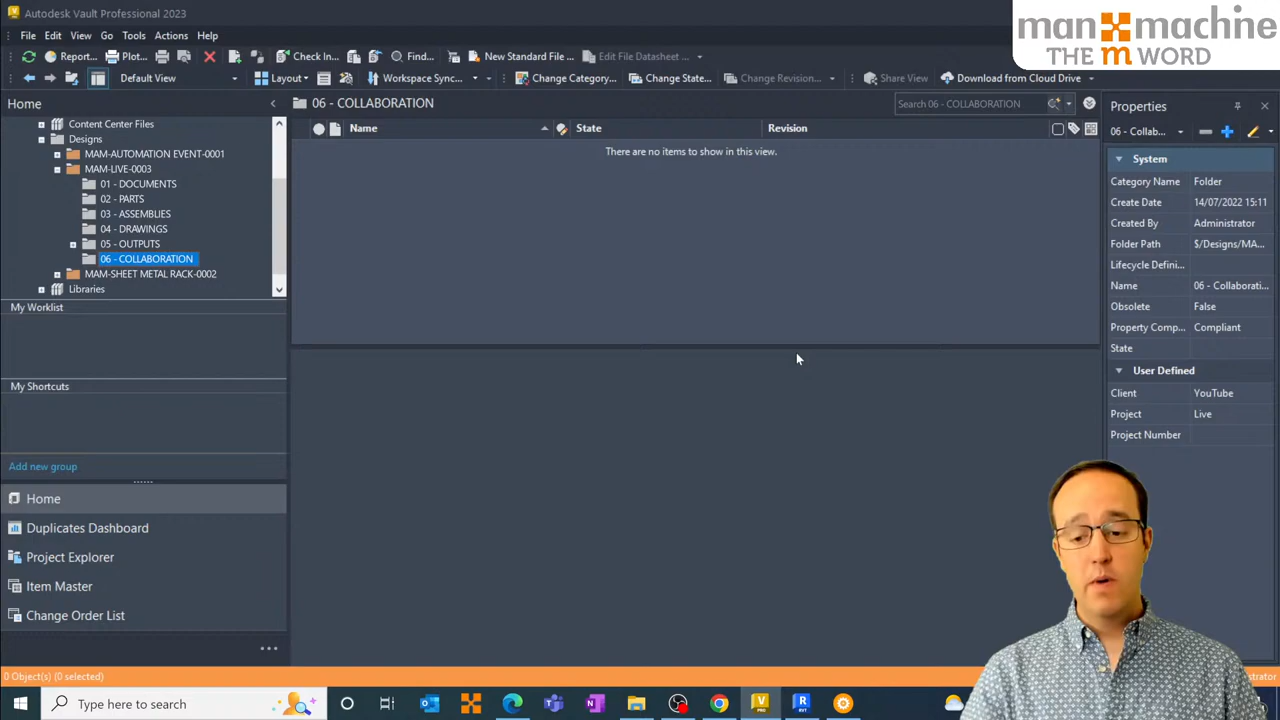 Autodesk Vault Professional 2023
man machine
THE m WORD
File Edit View Go Tools Actions Help
Report... Plot... Check In... Find... New Standard File... Edit File Datasheet...
Default View Layout Workspace Sync... Change Category... Change State... Change Revision... Share View Download from Cloud Drive
Home
06 - COLLABORATION
Search 06 - COLLABORATION
Properties
Name State Revision
There are no items to show in this view.
Content Center Files
Designs
MAM-AUTOMATION EVENT-0001
MAM-LIVE-0003
01 - DOCUMENTS
02 - PARTS
03 - ASSEMBLIES
04 - DRAWINGS
05 - OUTPUTS
06 - COLLABORATION
MAM-SHEET METAL RACK-0002
Libraries
My Worklist
My Shortcuts
Add new group
Home
Duplicates Dashboard
Project Explorer
Item Master
Change Order List
06 - Collab...
System
Category Name Folder
Create Date 14/07/2022 15:11
Created By Administrator
Folder Path $/Designs/MA...
Lifecycle Defini...
Name 06 - Collaborati...
Obsolete False
Property Comp... Compliant
State
User Defined
Client YouTube
Project Live
Project Number
0 Object(s) (0 selected)
Type here to search